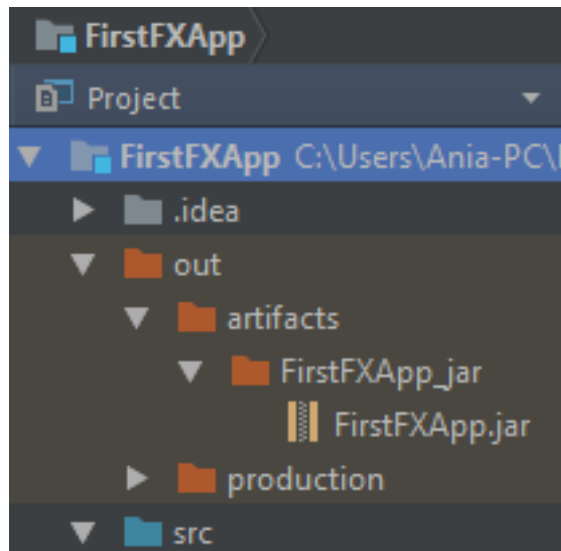 FirstFXApp
Project
FirstFXApp C:\Users\Ania-PC\
.idea
out
artifacts
FirstFXApp_jar
FirstFXApp.jar
production
src